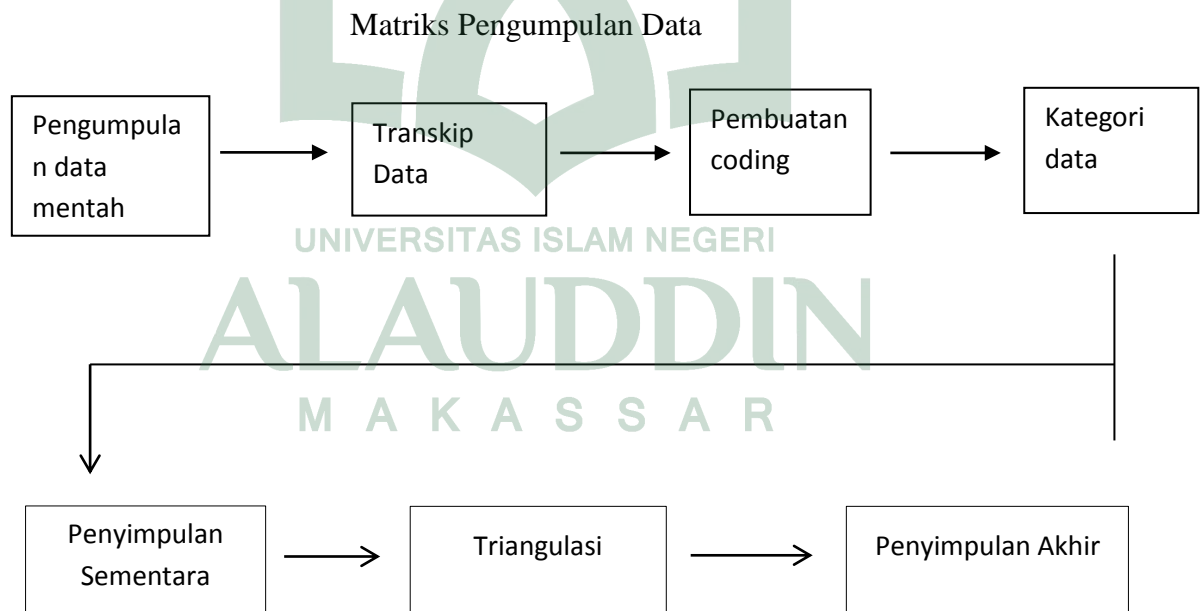 Matriks Pengumpulan Data
Pengumpula
n data
mentah
Transkip
Data
Pembuatan
coding
Kategori
data
UNIVERSITAS ISLAM NEGERI
ALAUDDIN
MAKASSAR
Penyimpulan
Sementara
Triangulasi
Penyimpulan Akhir